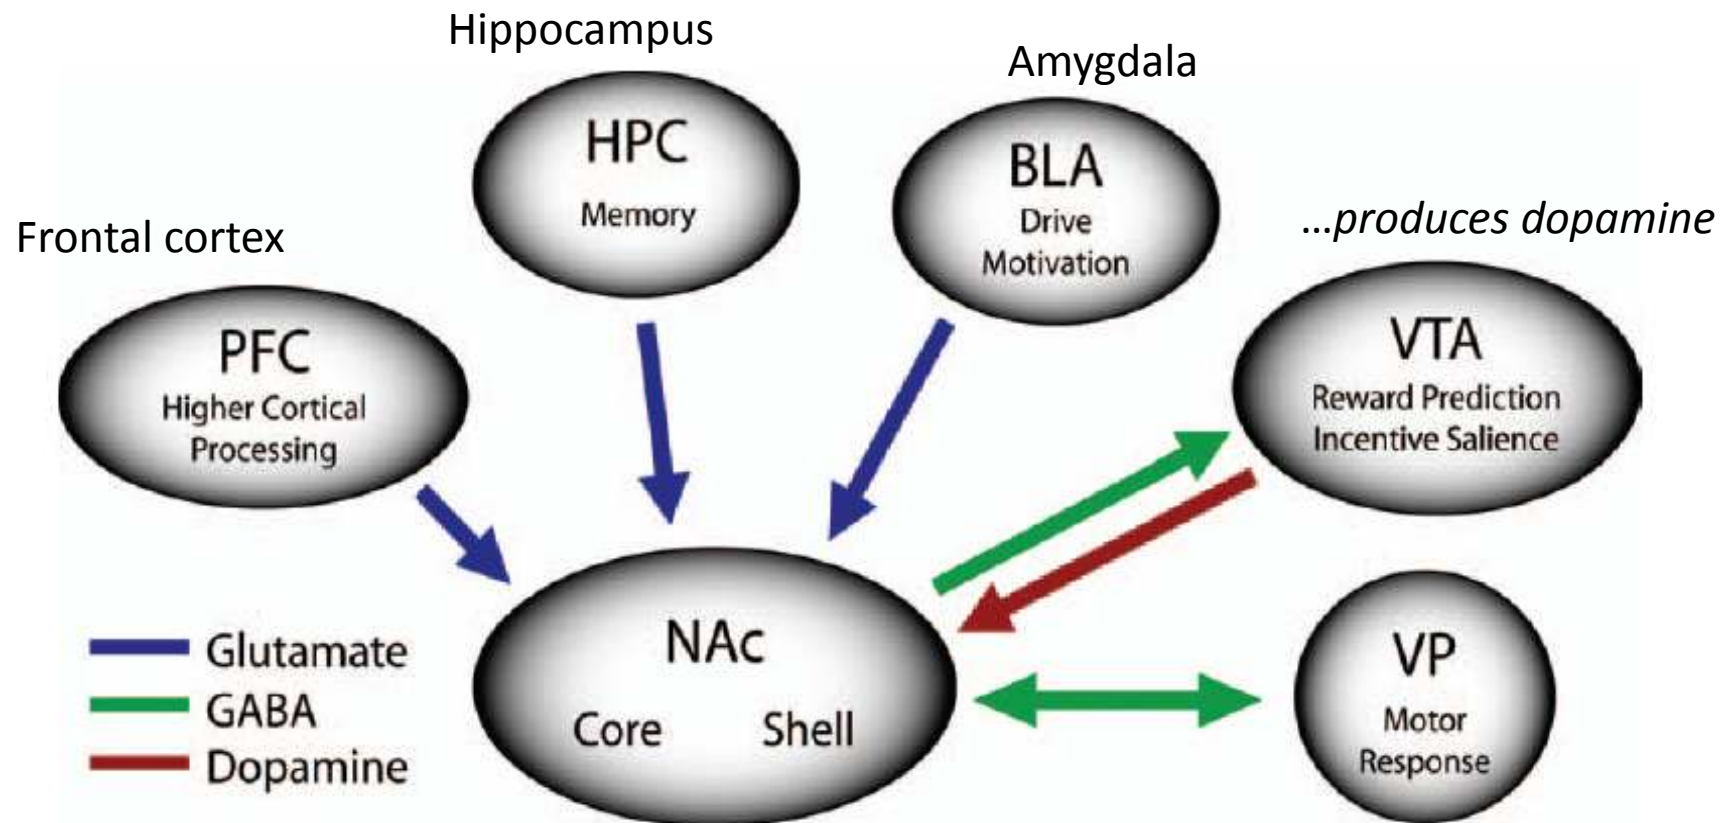 Hippocampus
Amygdala
HPC
Memory
BLA
Drive
Motivation
Frontal cortex
...produces dopamine
PFC
Higher Cortical
Processing
VTA
Reward Prediction
Incentive Salience
NAc
Core Shell
VP
Motor
Response
Glutamate
GABA
Dopamine